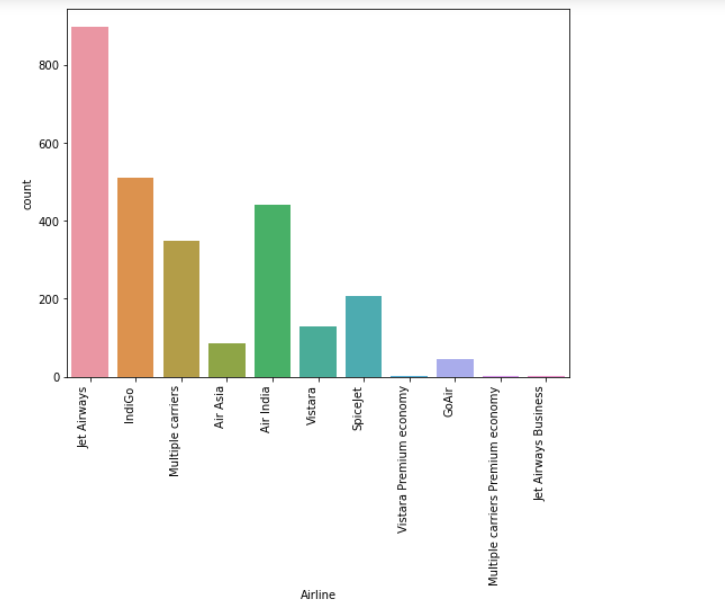 800
600
400
200
0
count
Jet Airways
IndiGo
Multiple carriers
Air Asia
Air India
Vistara
SpiceJet
Vistara Premium economy
GoAir
Multiple carriers Premium economy
Jet Airways Business
Airline